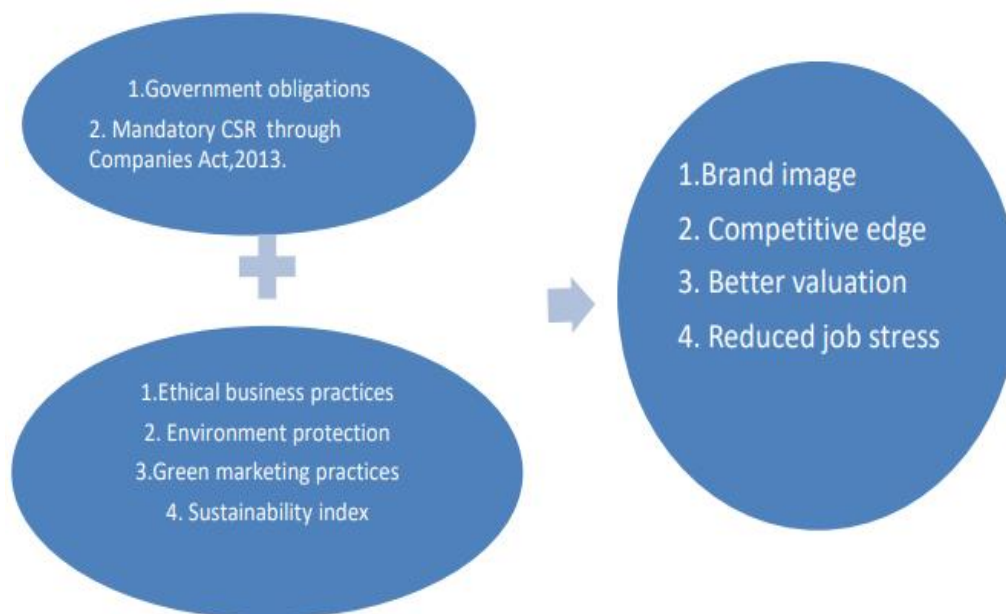 1.Government obligations
2. Mandatory CSR through
Companies Act,2013.
1.Ethical business practices
2. Environment protection
3.Green marketing practices
4. Sustainability index
1.Brand image
2. Competitive edge
3. Better valuation
4. Reduced job stress